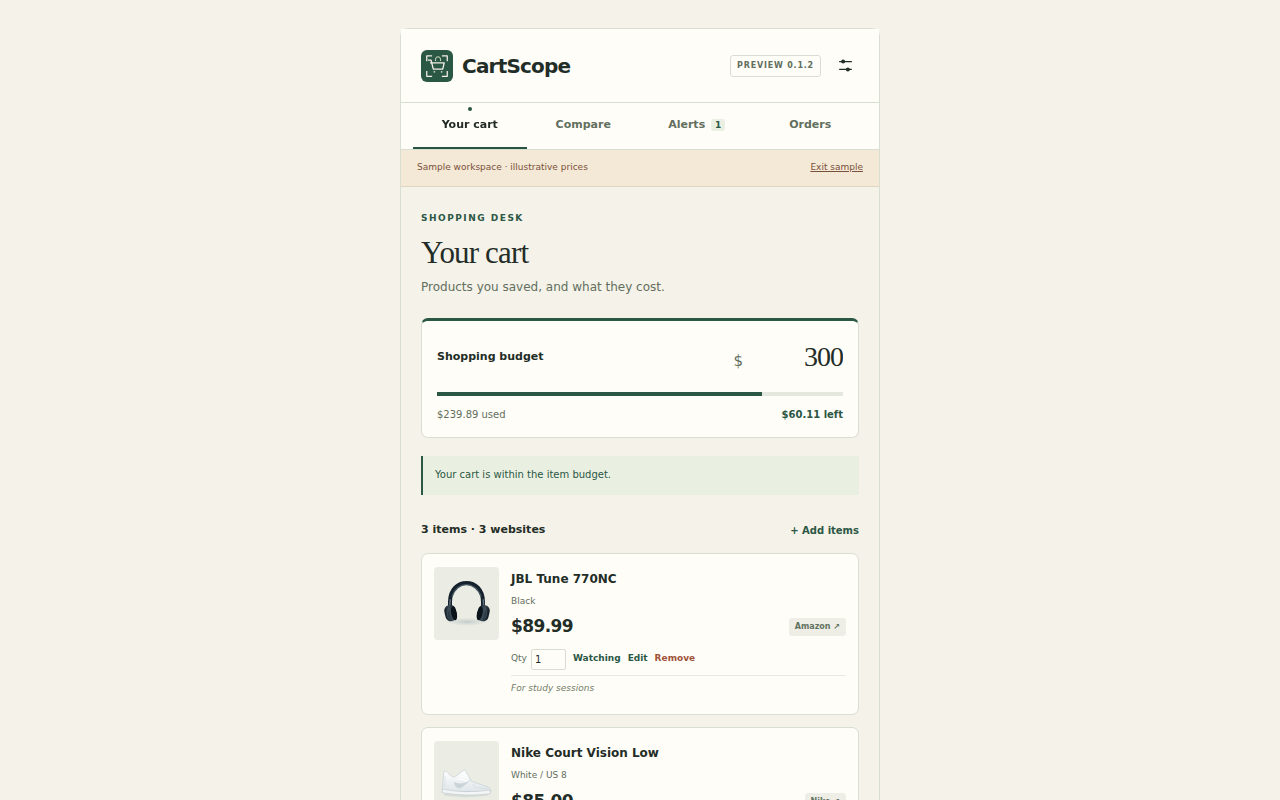 CartScope
PREVIEW 0.1.2
Your cart
Compare
Alerts 1
Orders
Sample workspace · illustrative prices
Exit sample
SHOPPING DESK
Your cart
Products you saved, and what they cost.
Shopping budget
$ 300
$239.89 used
$60.11 left
Your cart is within the item budget.
3 items · 3 websites
+ Add items
JBL Tune 770NC
Black
$89.99
Amazon ↗
Qty 1 Watching Edit Remove
For study sessions
Nike Court Vision Low
White / US 8
$85.00
Nike ↗